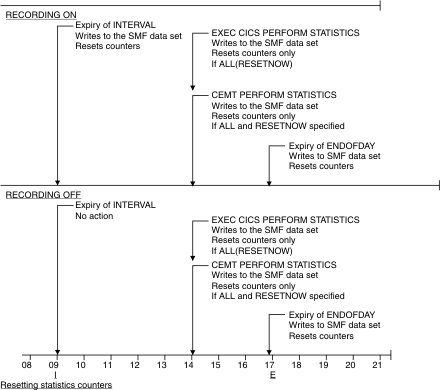 RECORDING ON
Expiry of INTERVAL
Writes to the SMF data set
Resets counters
EXEC CICS PERFORM STATISTICS
Writes to the SMF data set
Resets counters only
If ALL(RESETNOW)
CEMT PERFORM STATISTICS
Writes to the SMF data set
Resets counters only
If ALL and RESETNOW specified
Expiry of ENDOFDAY
Writes to SMF data set
Resets counters
RECORDING OFF
Expiry of INTERVAL
No action
EXEC CICS PERFORM STATISTICS
Writes to the SMF data set
Resets counters only
If ALL(RESETNOW)
CEMT PERFORM STATISTICS
Writes to the SMF data set
Resets counters only
If ALL and RESETNOW specified
Expiry of ENDOFDAY
Writes to SMF data set
Resets counters
08 09 10 11 12 13 14 15 16 17 18 19 20 21
I E
Resetting statistics counters